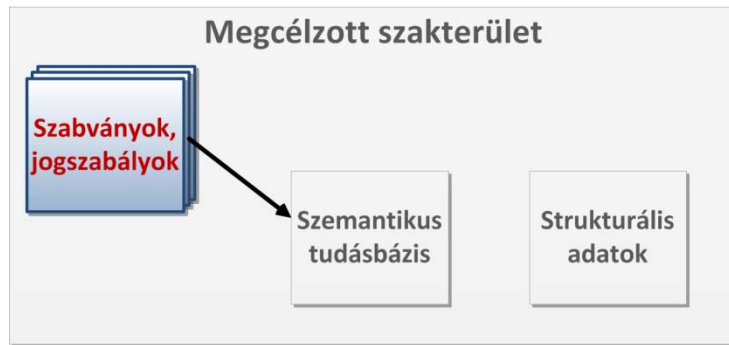 Megcélzott szakterület
Szabványok,
jogszabályok
Szemantikus
tudásbázis
Strukturális
adatok